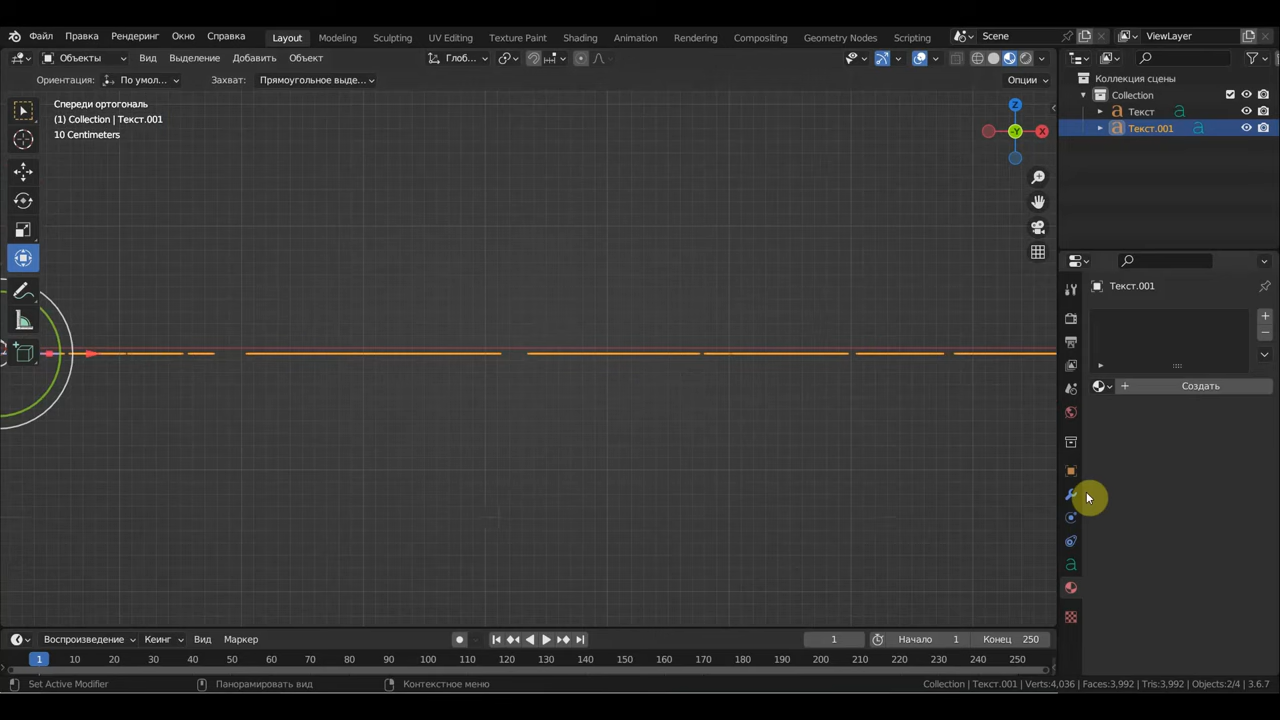 Файл Правка Рендеринг Окно Справка Layout Modeling Sculpting UV Editing Texture Paint Shading Animation Rendering Compositing Geometry Nodes Scripting Scene ViewLayer
Объекты Вид Выделение Добавить Объект Глоб...
Ориентация: По умол... Захват: Прямоугольное выде... Опции
Спереди ортогональ
(1) Collection | Текст.001
10 Centimeters
Z
-Y
X
Коллекция сцены
Collection
Текст
Текст.001
Текст.001
Создать
Воспроизведение Кеинг Вид Маркер 1 Начало 1 Конец 250
1 10 20 30 40 50 60 70 80 90 100 110 120 130 140 150 160 170 180 190 200 210 220 230 240 250
Set Active Modifier Панорамировать вид Контекстное меню Collection | Текст.001 | Verts:4,036 | Faces:3,992 | Tris:3,992 | Objects:2/4 | 3.6.7